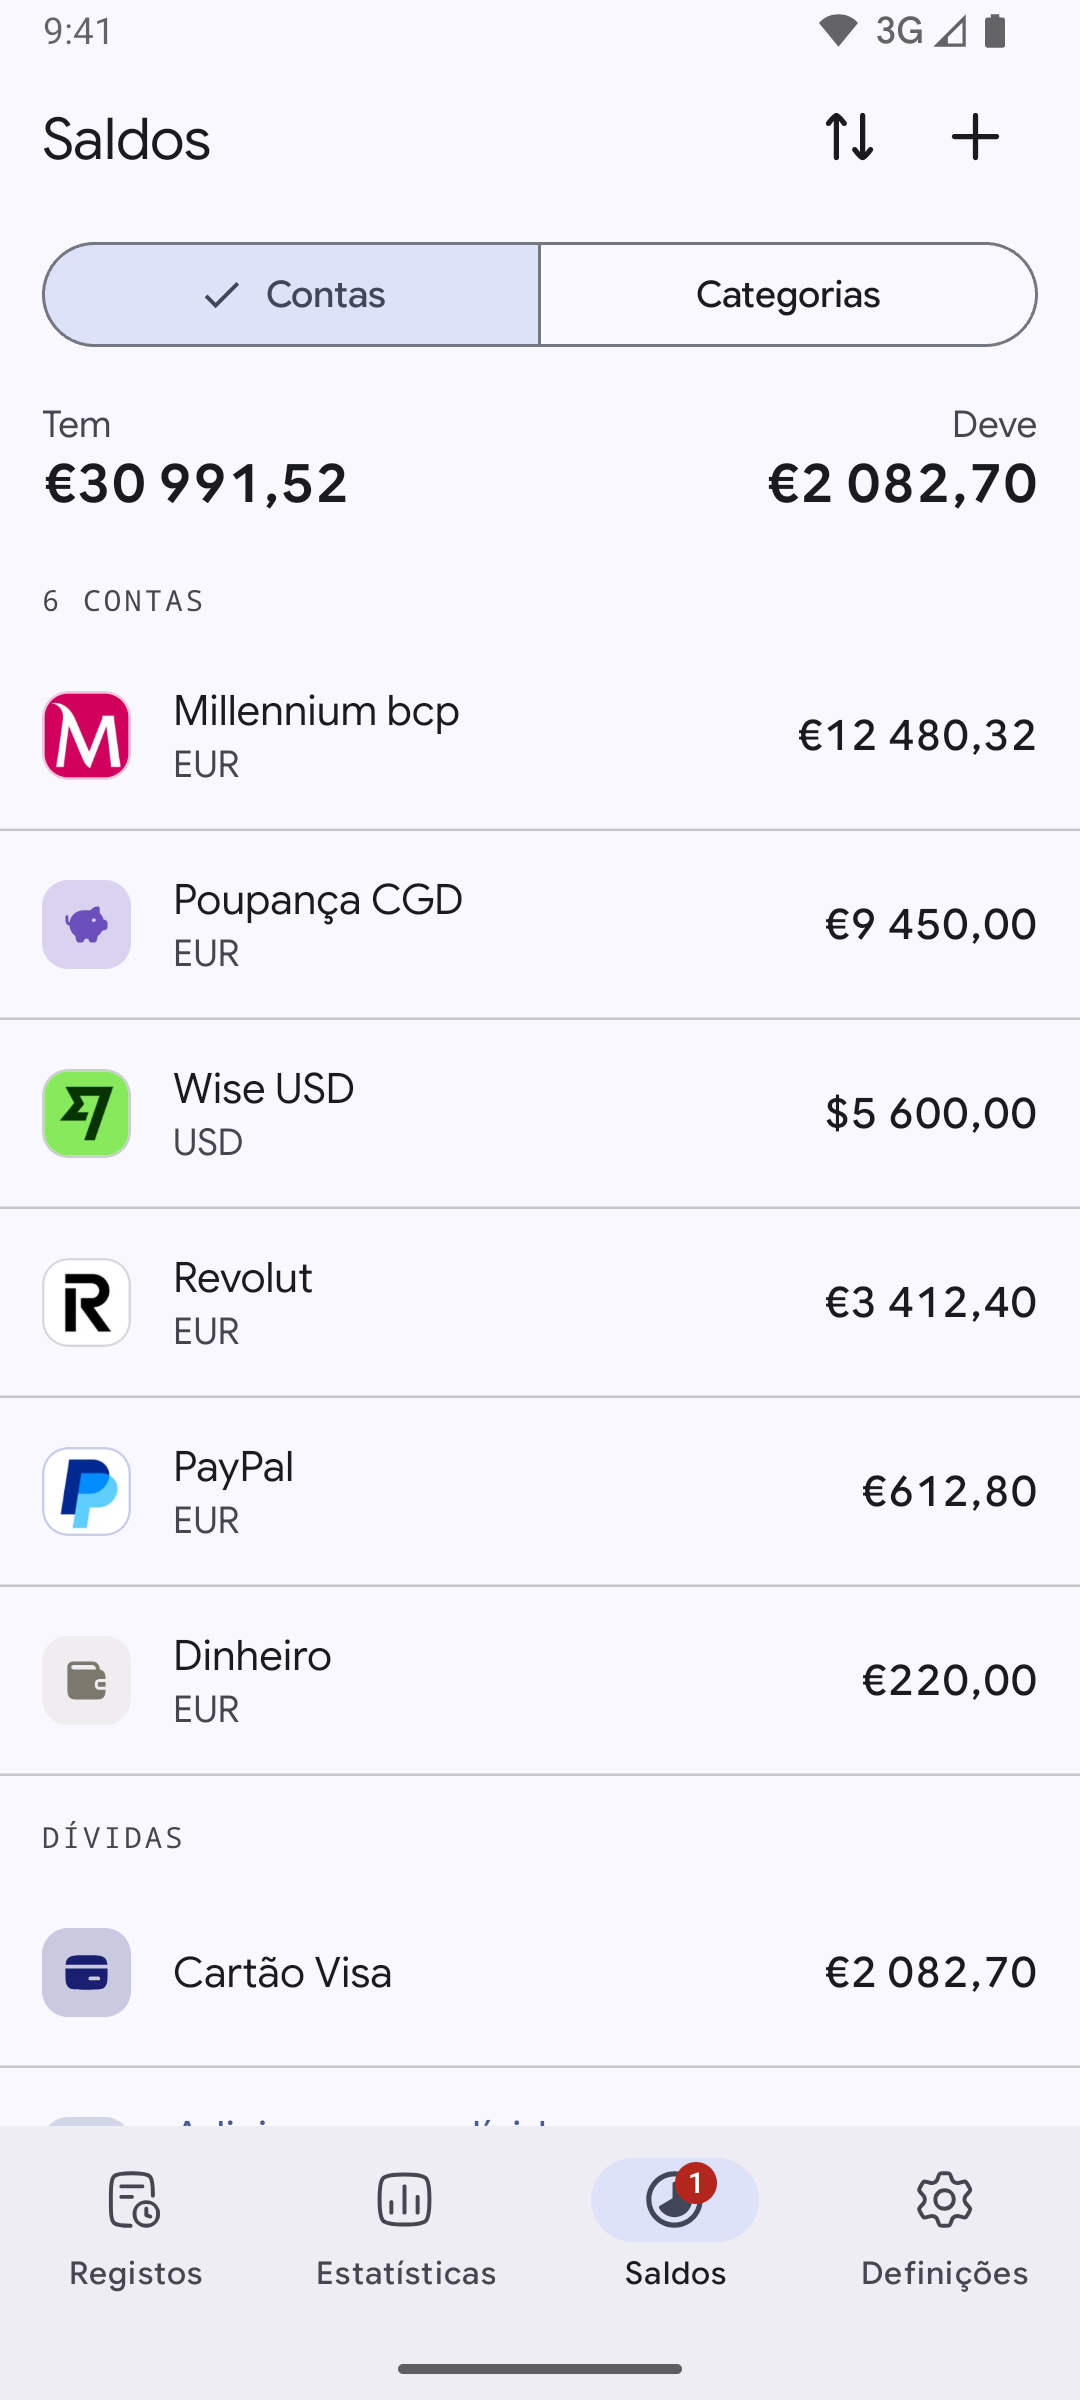 9:41
3G
Saldos
Contas
Categorias
Tem
Deve
€30 991,52
€2 082,70
6 CONTAS
Millennium bcp
EUR
€12 480,32
Poupança CGD
EUR
€9 450,00
Wise USD
USD
$5 600,00
Revolut
EUR
€3 412,40
PayPal
EUR
€612,80
Dinheiro
EUR
€220,00
DÍVIDAS
Cartão Visa
€2 082,70
1
Registos
Estatísticas
Saldos
Definições